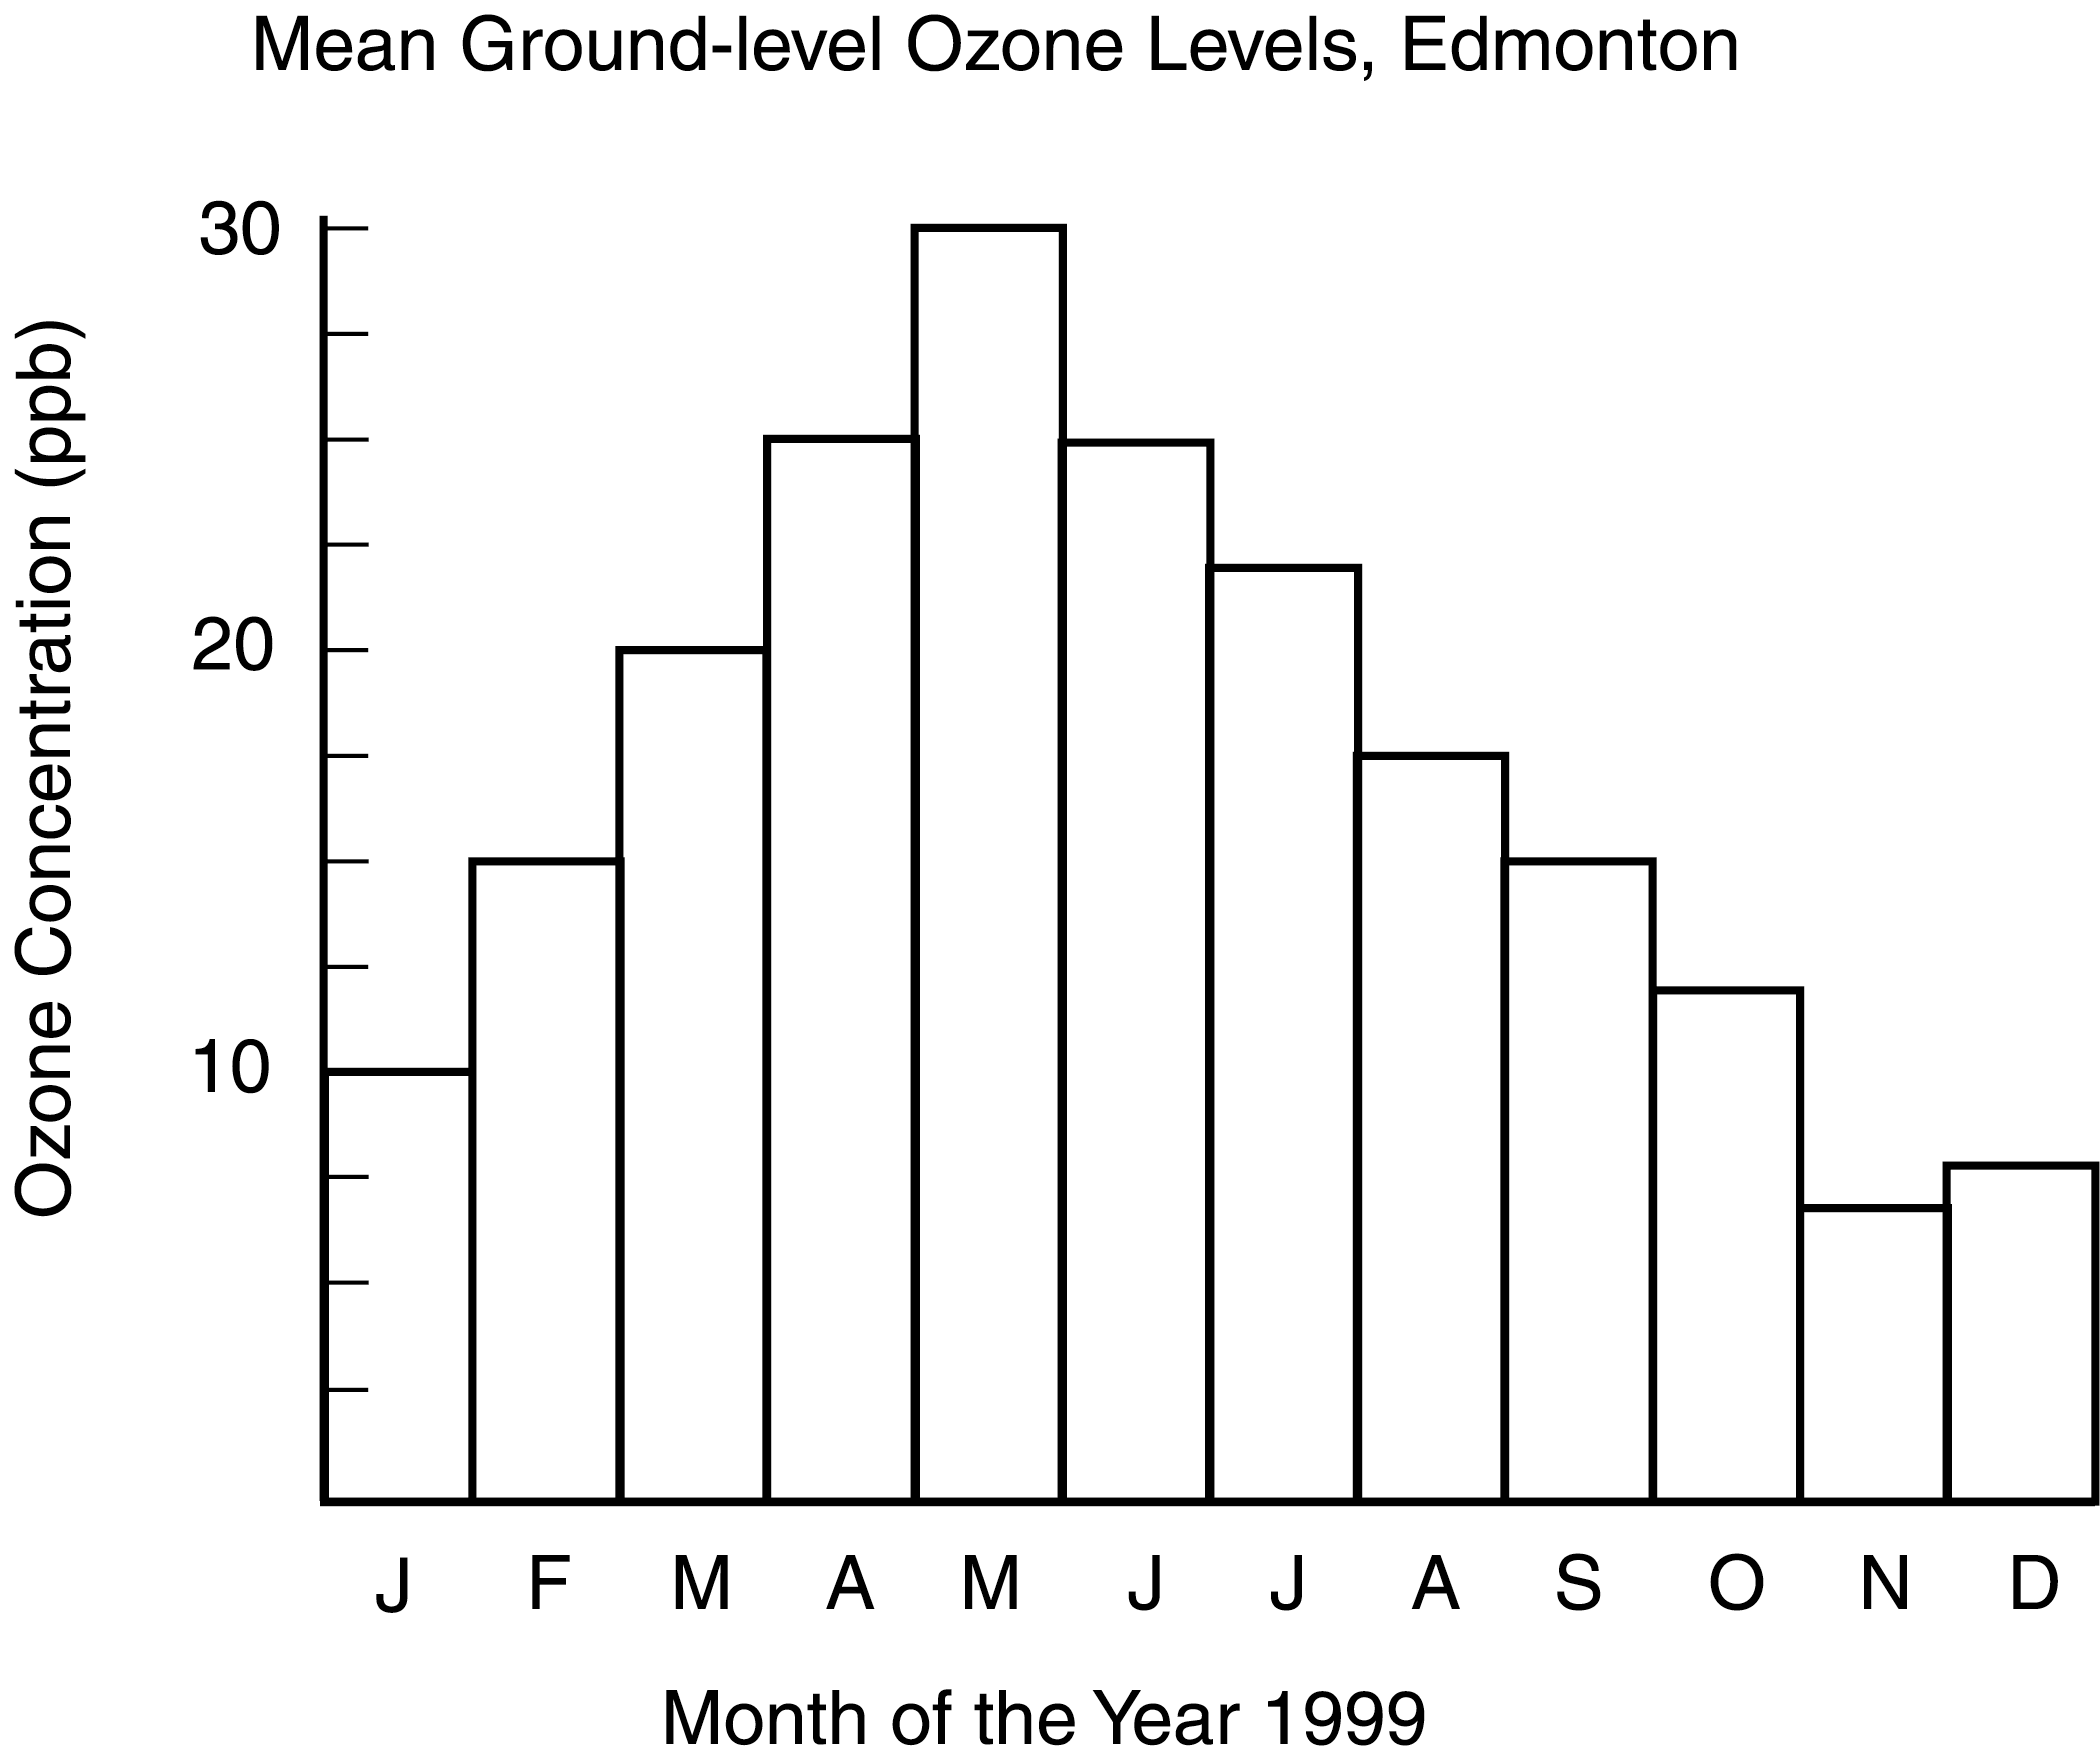 Mean Ground-level Ozone Levels, Edmonton
Ozone Concentration (ppb)
30
20
10
J F M A M J J A S O N D
Month of the Year 1999